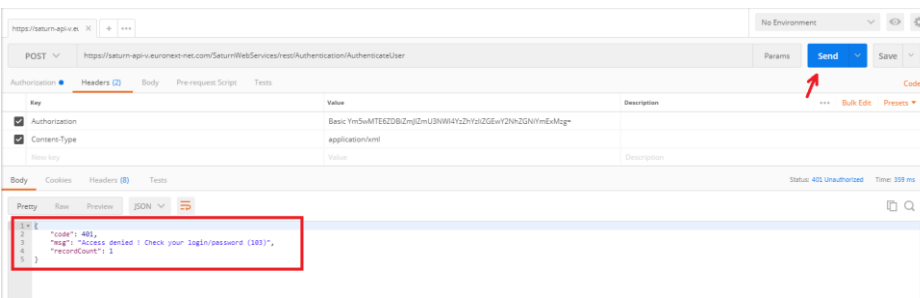 https://saturn-api-v.eu X + •••
No Environment
POST https://saturn-api-v.euronext-net.com/SaturnWebServices/rest/Authentication/AuthenticateUser Params Send Save
Authorization Headers (2) Body Pre-request Script Tests Code
Key Value Description ••• Bulk Edit Presets
Authorization
Content-Type application/xml
New key Value Description
Body Cookies Headers (8) Tests Status: 401 Unauthorized Time: 359 ms
Pretty Raw Preview JSON
1 {
2 "code": 401,
3 "msg": "Access denied ! Check your login/password (103)",
4 "recordCount": 1
5 }